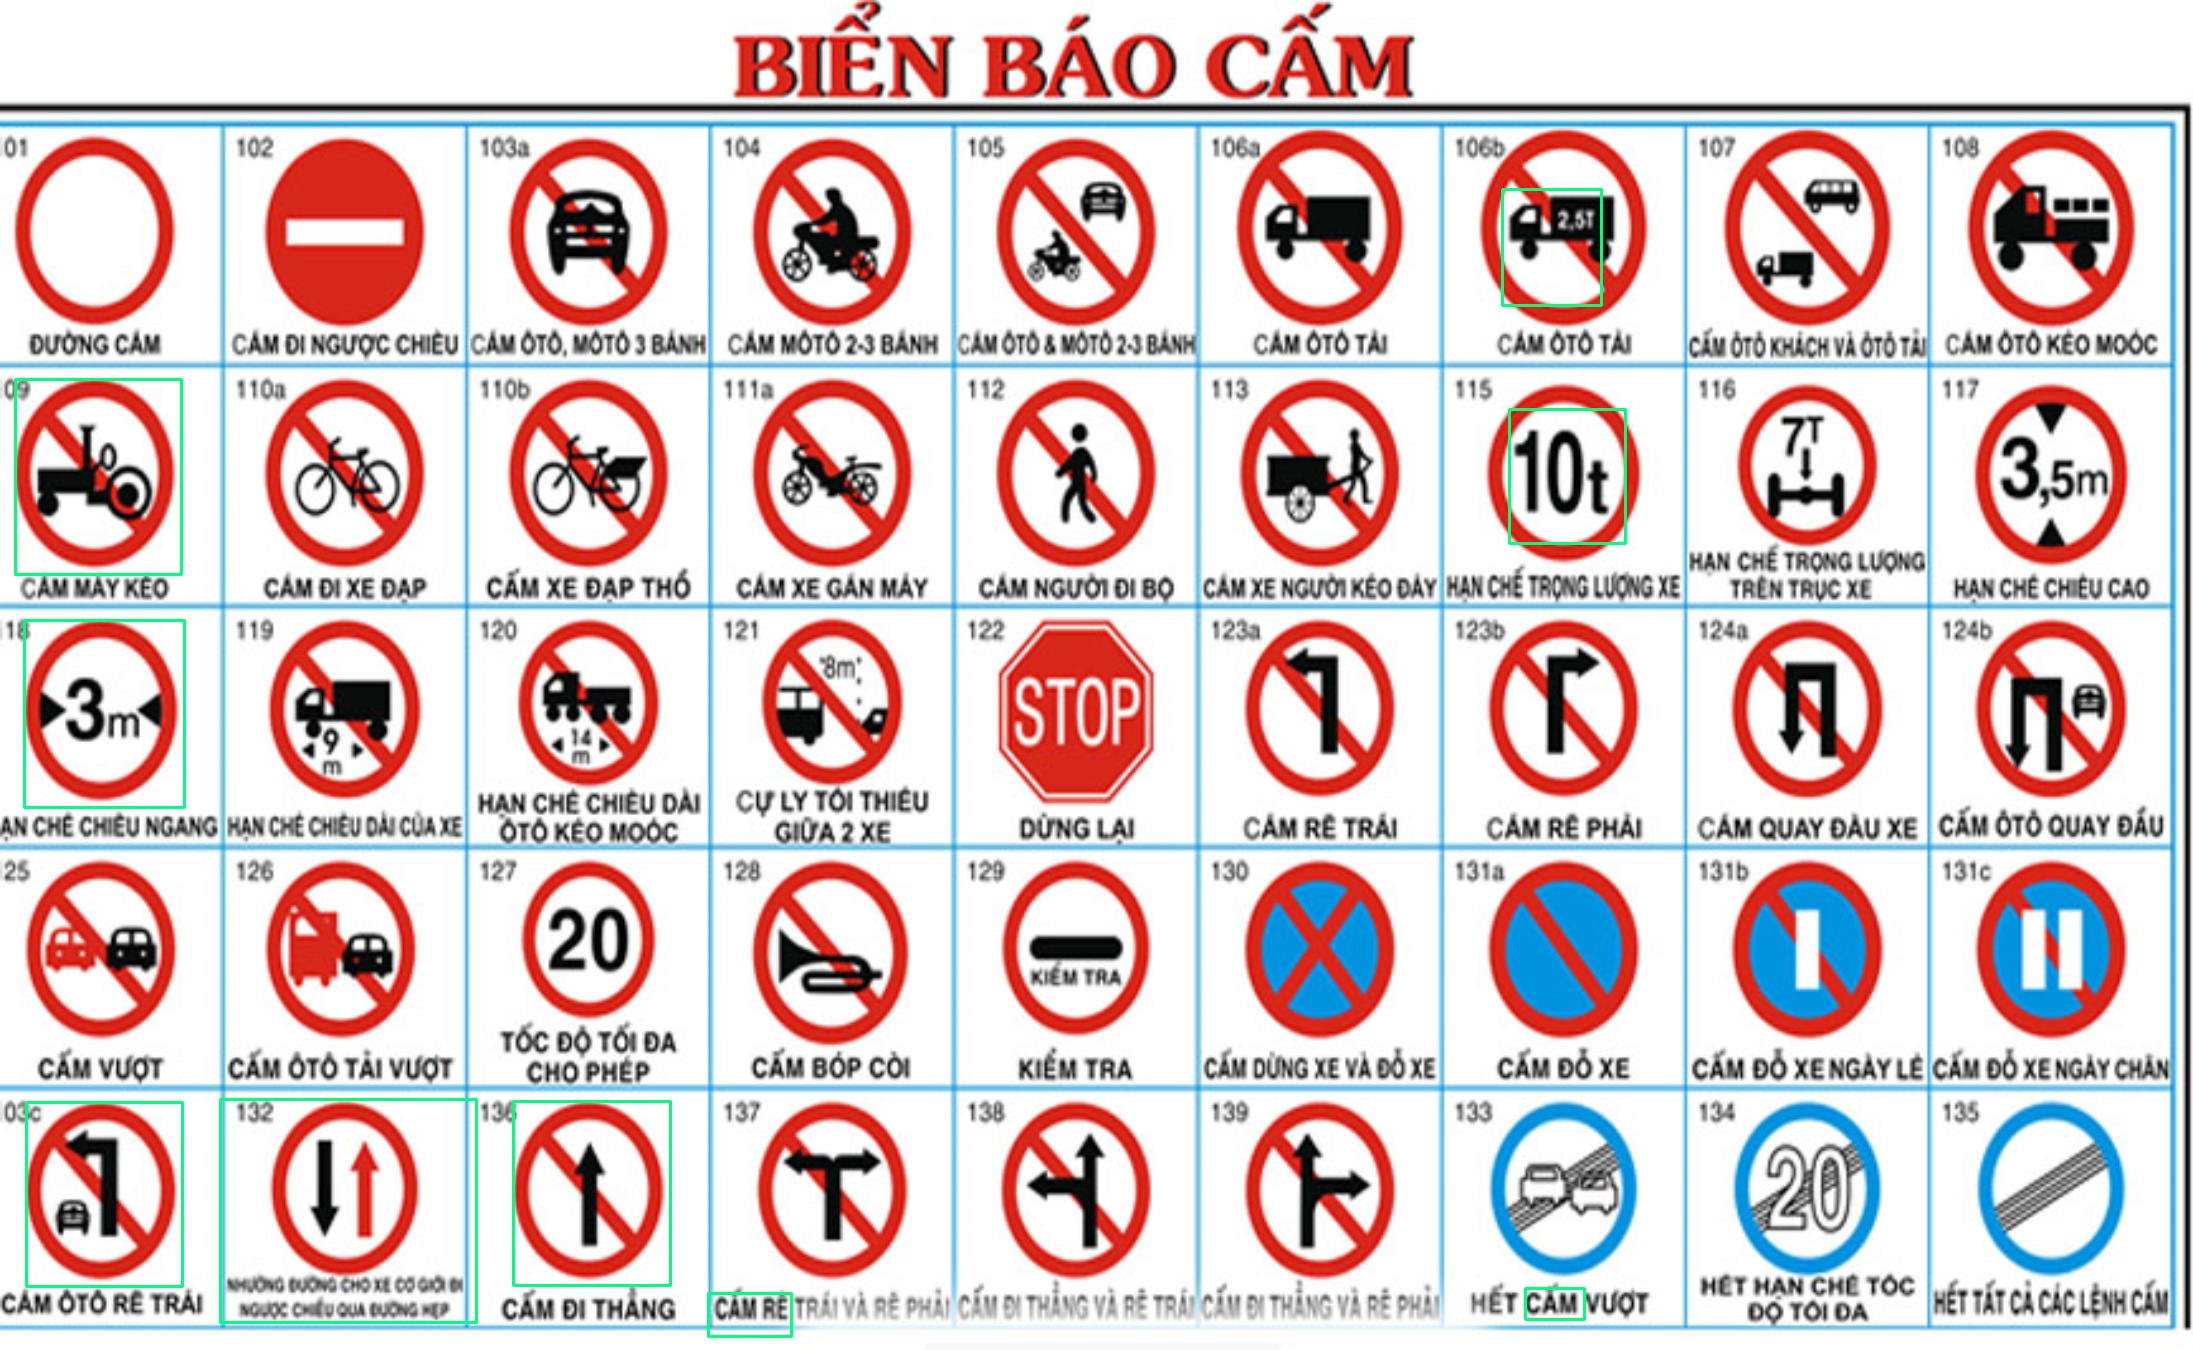 BIỂN BÁO CẤM
01 102 103a 104 105 106a 106b 107 108
2,5T
ĐƯỜNG CẤM CẤM ĐI NGƯỢC CHIỀU CẤM ÔTÔ, MÔTÔ 3 BÁNH CẤM MÔTÔ 2-3 BÁNH CẤM ÔTÔ & MÔTÔ 2-3 BÁNH CẤM ÔTÔ TẢI CẤM ÔTÔ TẢI CẤM ÔTÔ KHÁCH VÀ ÔTÔ TẢI CẤM ÔTÔ KÉO MOÓC
109 110a 110b 111a 112 113 115 116 117
10t 7T 3,5m
CẤM MÁY KÉO CẤM ĐI XE ĐẠP CẤM XE ĐẠP THỒ CẤM XE GẮN MÁY CẤM NGƯỜI ĐI BỘ CẤM XE NGƯỜI KÉO ĐẨY HẠN CHẾ TRỌNG LƯỢNG XE HẠN CHẾ TRỌNG LƯỢNG
TRÊN TRỤC XE HẠN CHẾ CHIỀU CAO
118 119 120 121 122 123a 123b 124a 124b
3m 9
m 14
m 8m STOP
ẠN CHẾ CHIỀU NGANG HẠN CHẾ CHIỀU DÀI CỦA XE HẠN CHẾ CHIỀU DÀI
ÔTÔ KÉO MOÓC CỰ LY TỐI THIỂU
GIỮA 2 XE DỪNG LẠI CẤM RẼ TRÁI CẤM RẼ PHẢI CẤM QUAY ĐẦU XE CẤM ÔTÔ QUAY ĐẦU
25 126 127 128 129 130 131a 131b 131c
20 KIỂM TRA
CẤM VƯỢT CẤM ÔTÔ TẢI VƯỢT TỐC ĐỘ TỐI ĐA
CHO PHÉP CẤM BÓP CÒI KIỂM TRA CẤM DỪNG XE VÀ ĐỖ XE CẤM ĐỖ XE CẤM ĐỖ XE NGÀY LẺ CẤM ĐỖ XE NGÀY CHẴN
03c 132 136 137 138 139 133 134 135
20
CẤM ÔTÔ RẼ TRÁI NHƯỜNG ĐƯỜNG CHO XE CƠ GIỚI ĐI
NGƯỢC CHIỀU QUA ĐƯỜNG HẸP CẤM ĐI THẲNG CẤM RẼ TRÁI VÀ RẼ PHẢI CẤM ĐI THẲNG VÀ RẼ TRÁI CẤM ĐI THẲNG VÀ RẼ PHẢI HẾT CẤM VƯỢT HẾT HẠN CHẾ TỐC
ĐỘ TỐI ĐA HẾT TẤT CẢ CÁC LỆNH CẤM